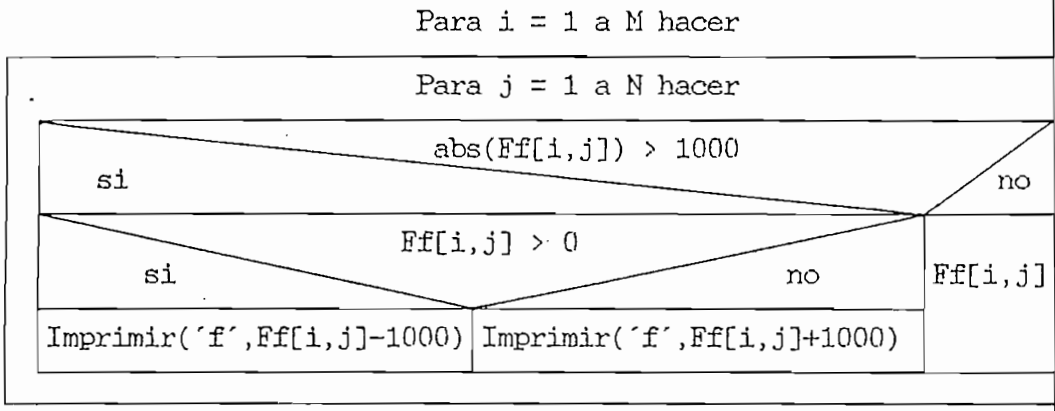 Para i = 1 a M hacer
Para j = 1 a N hacer
abs(Ff[i,j]) > 1000
si
no
Ff[i,j] > 0
si
no
Ff[i,j]
Imprimir(´f´,Ff[i,j]-1000)
Imprimir(´f´,Ff[i,j]+1000)